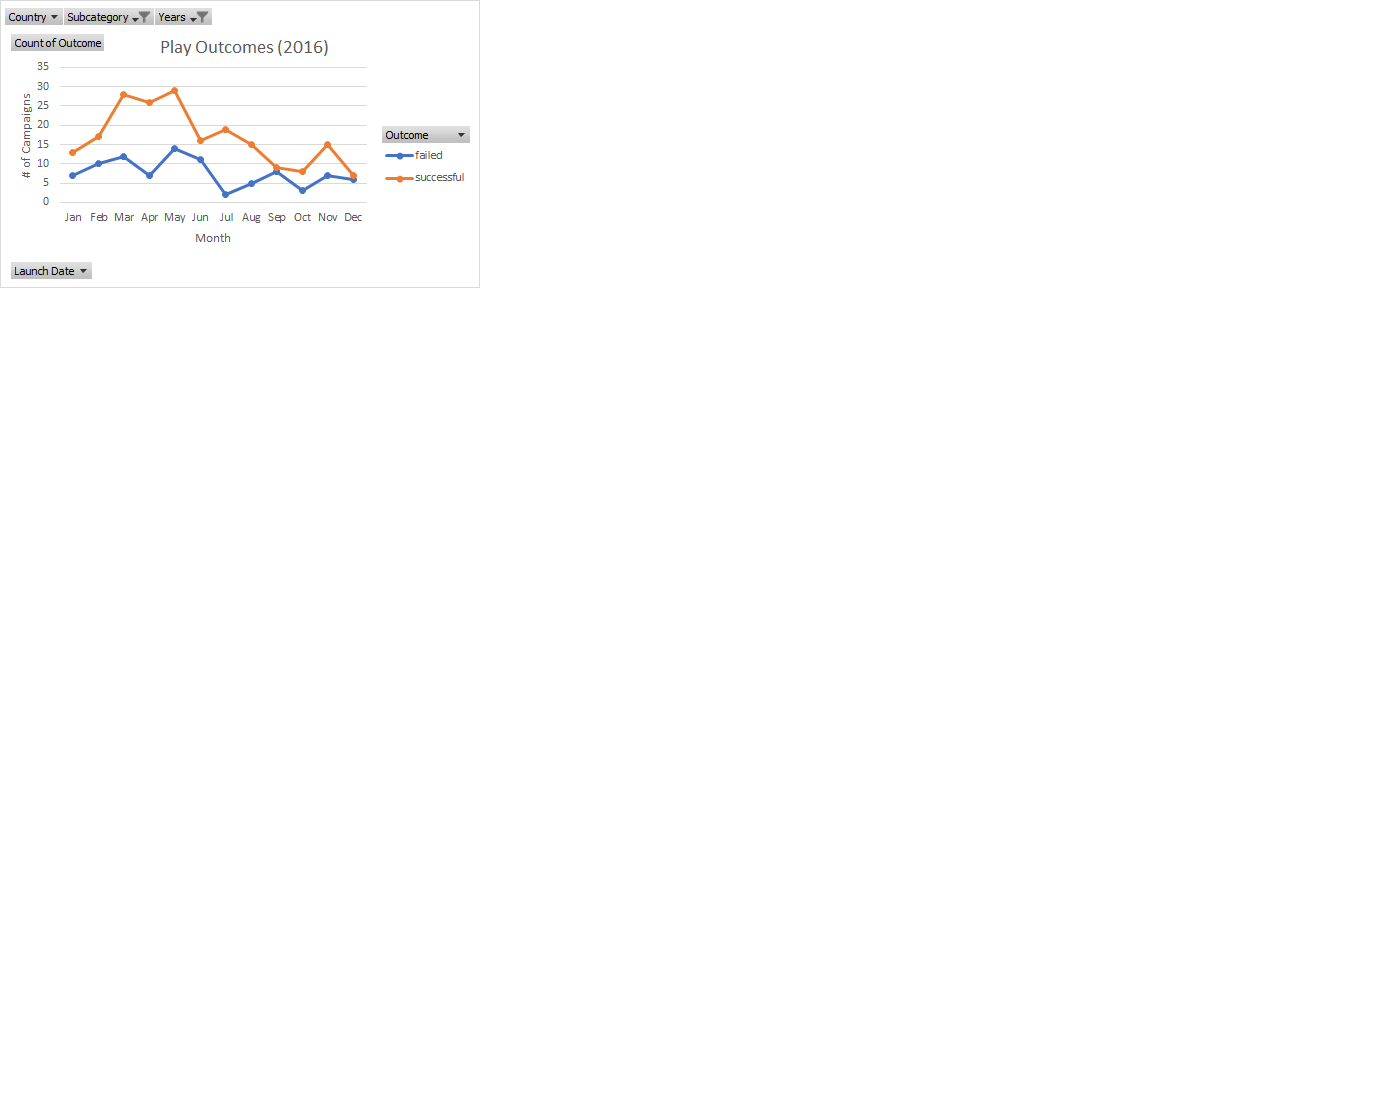 Country Subcategory Years
Count of Outcome
Play Outcomes (2016)
35
30
25
20
15
10
5
0
# of Campaigns
Jan Feb Mar Apr May Jun Jul Aug Sep Oct Nov Dec
Month
Outcome
failed
successful
Launch Date